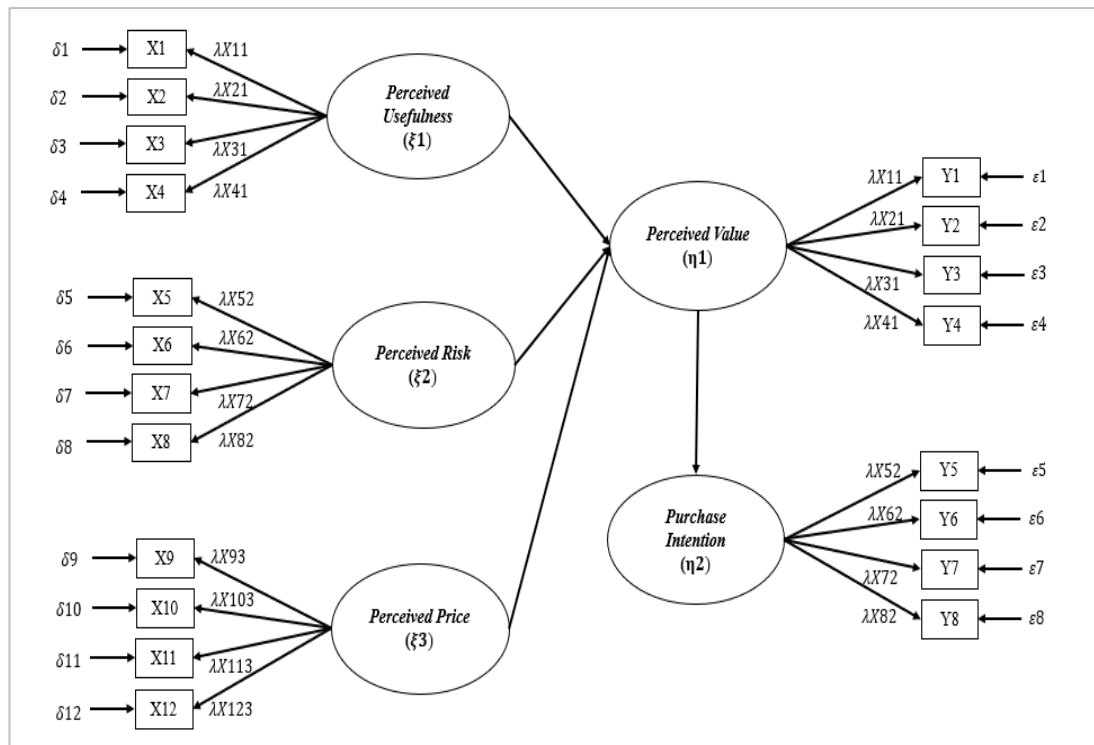 δ1
X1
λX11
δ2
X2
λX21
δ3
X3
λX31
δ4
X4
λX41
Perceived
Usefulness
(ξ1)
δ5
X5
λX52
δ6
X6
λX62
δ7
X7
λX72
δ8
X8
λX82
Perceived Risk
(ξ2)
δ9
X9
λX93
δ10
X10
λX103
δ11
X11
λX113
δ12
X12
λX123
Perceived Price
(ξ3)
Perceived Value
(η1)
λX11
Y1
ε1
λX21
Y2
ε2
λX31
Y3
ε3
λX41
Y4
ε4
Purchase
Intention
(η2)
λX52
Y5
ε5
λX62
Y6
ε6
λX72
Y7
ε7
λX82
Y8
ε8